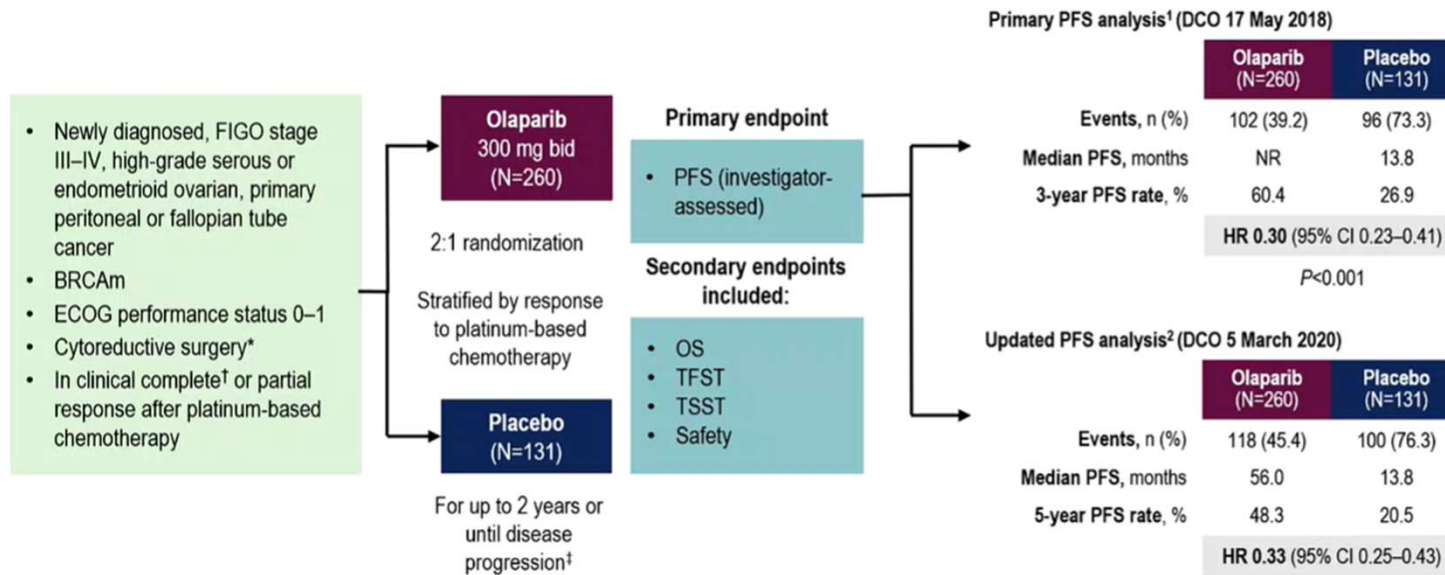 • Newly diagnosed, FIGO stage
III–IV, high-grade serous or
endometrioid ovarian, primary
peritoneal or fallopian tube
cancer
• BRCAm
• ECOG performance status 0–1
• Cytoreductive surgery*
• In clinical complete† or partial
response after platinum-based
chemotherapy
Olaparib
300 mg bid
(N=260)
2:1 randomization
Stratified by response
to platinum-based
chemotherapy
Placebo
(N=131)
For up to 2 years or
until disease
progression‡
Primary endpoint
• PFS (investigator-
assessed)
Secondary endpoints
included:
• OS
• TFST
• TSST
• Safety
Primary PFS analysis¹ (DCO 17 May 2018)
Olaparib Placebo
(N=260) (N=131)
Events, n (%) 102 (39.2) 96 (73.3)
Median PFS, months NR 13.8
3-year PFS rate, % 60.4 26.9
HR 0.30 (95% CI 0.23–0.41)
P<0.001
Updated PFS analysis² (DCO 5 March 2020)
Olaparib Placebo
(N=260) (N=131)
Events, n (%) 118 (45.4) 100 (76.3)
Median PFS, months 56.0 13.8
5-year PFS rate, % 48.3 20.5
HR 0.33 (95% CI 0.25–0.43)